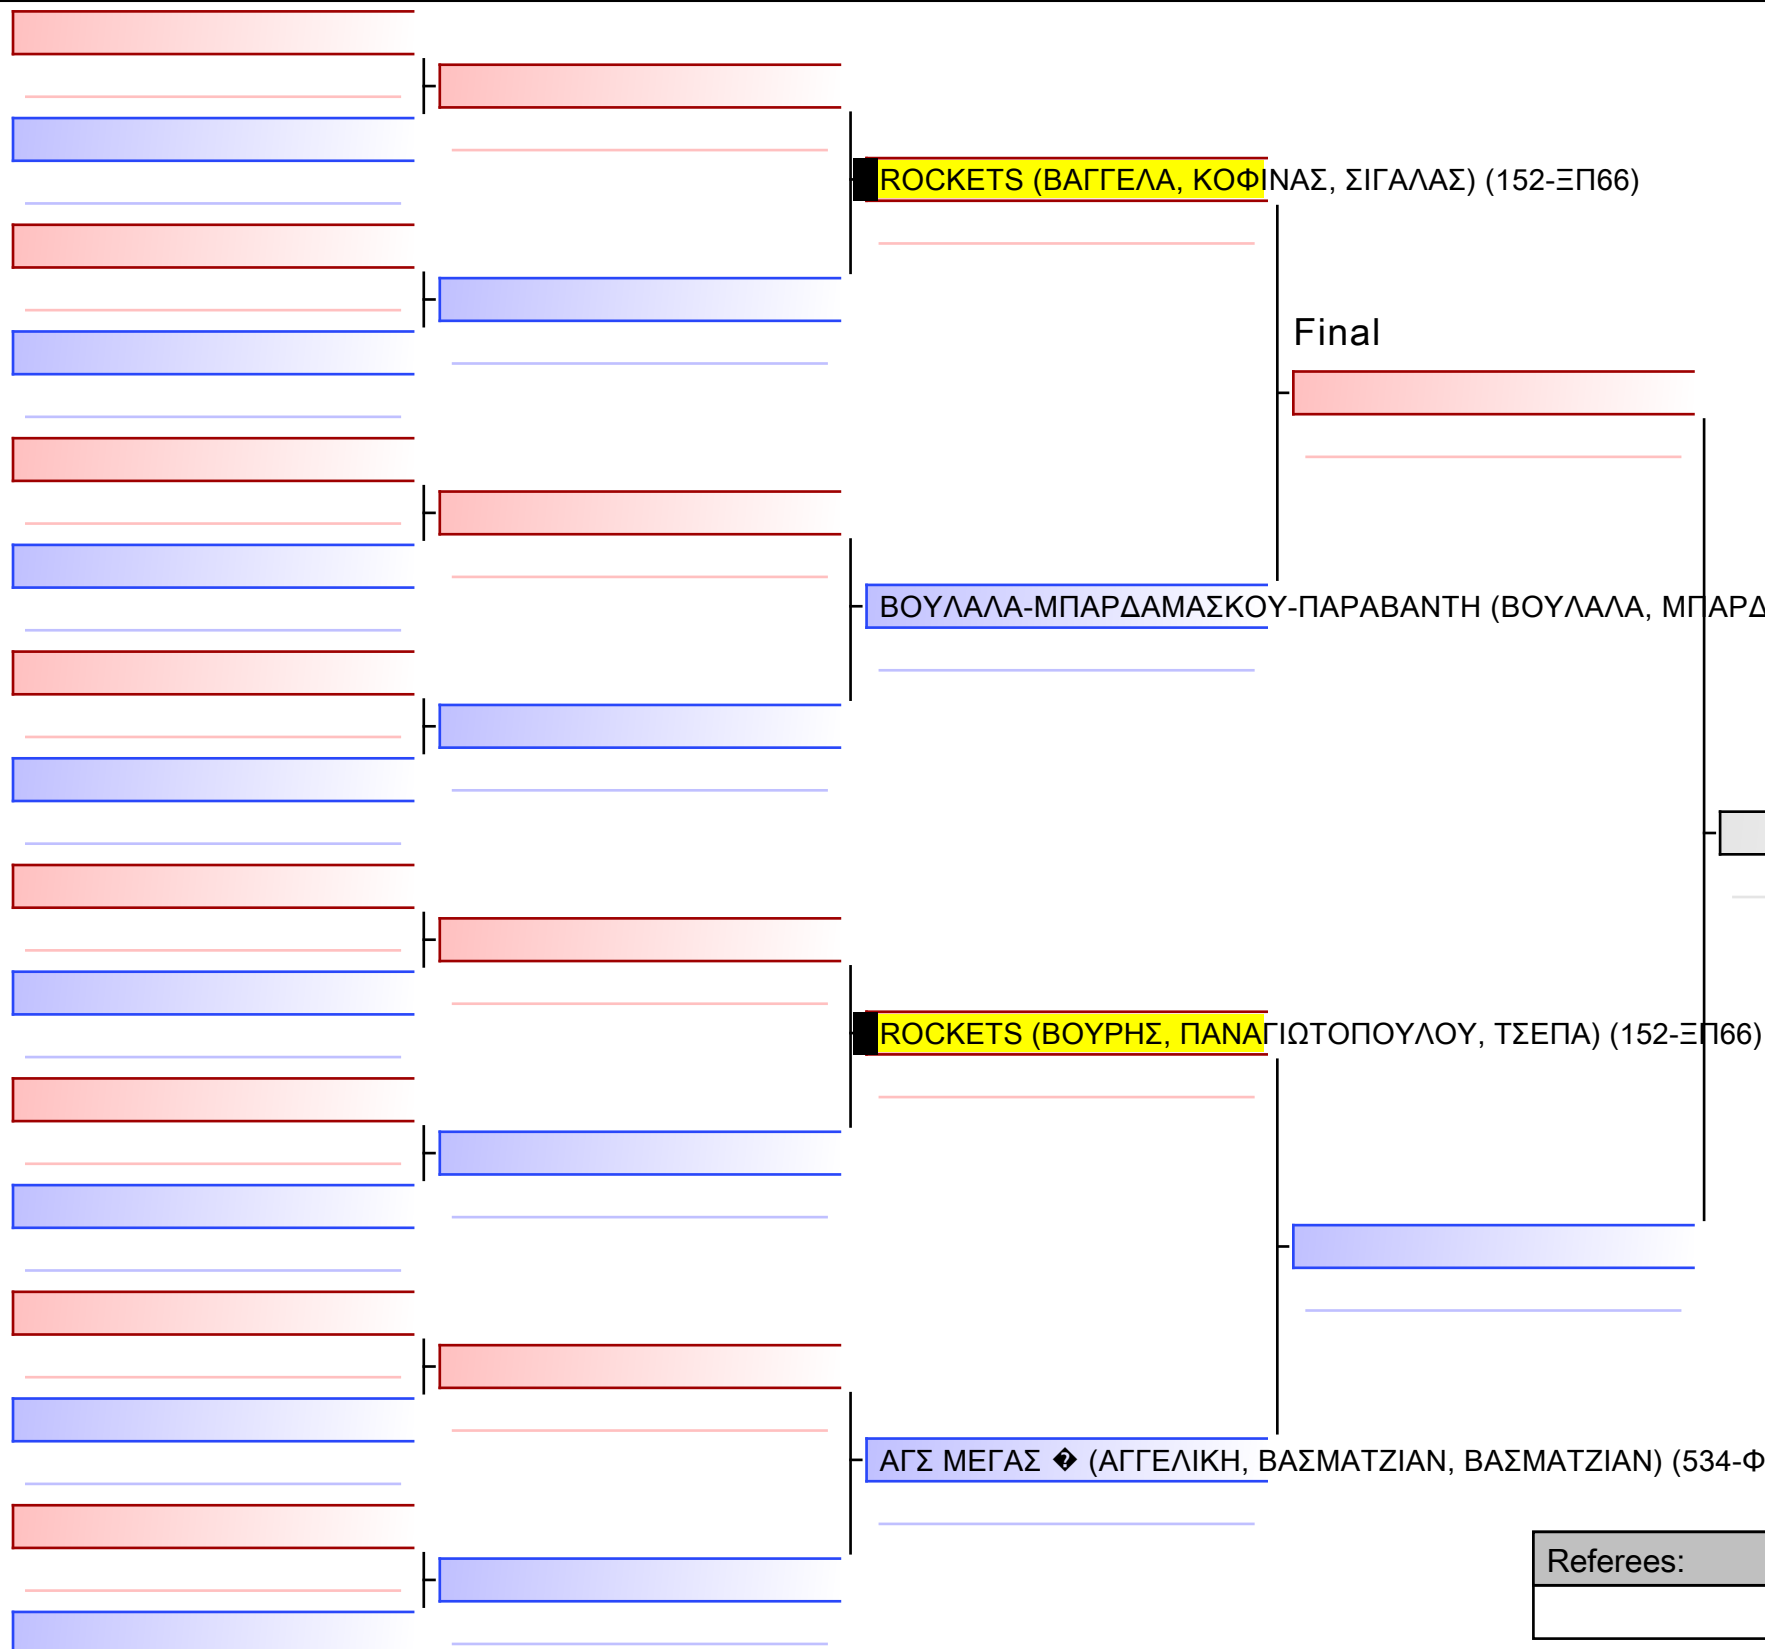 ROCKETS (ΒΑΓΓΕΛΑ, ΚΟΦΙΝΑΣ, ΣΙΓΑΛΑΣ) (152-ΞΠ66)
Final
ΒΟΥΛΑΛΑ-ΜΠΑΡΔΑΜΑΣΚΟΥ-ΠΑΡΑΒΑΝΤΗ (ΒΟΥΛΑΛΑ, ΜΠΑΡΔ
ROCKETS (ΒΟΥΡΗΣ, ΠΑΝΑΓΙΩΤΟΠΟΥΛΟΥ, ΤΣΕΠΑ) (152-ΞΠ66)
ΑΓΣ ΜΕΓΑΣ � (ΑΓΓΕΛΙΚΗ, ΒΑΣΜΑΤΖΙΑΝ, ΒΑΣΜΑΤΖΙΑΝ) (534-Φ
Referees: